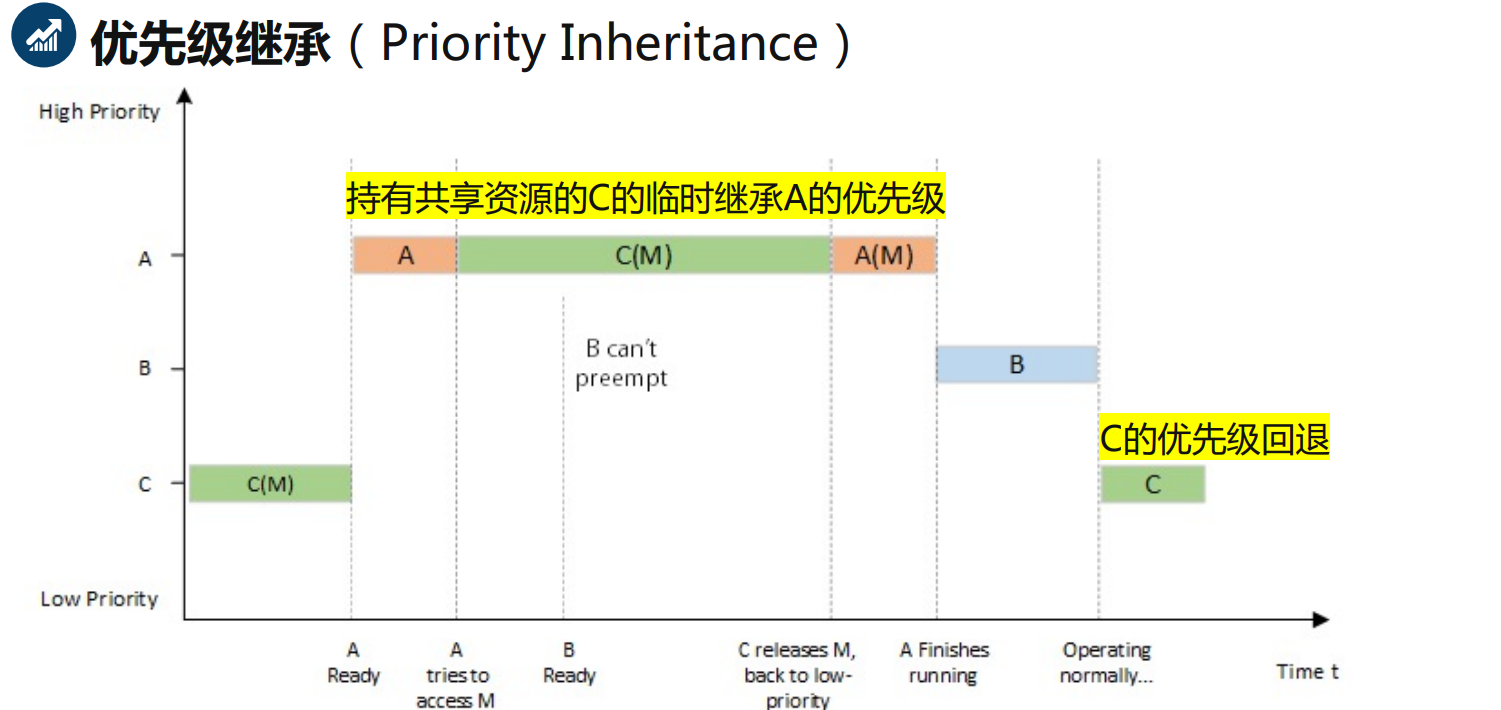 优先级继承（Priority Inheritance）
High Priority
持有共享资源的C的临时继承A的优先级
A
A
C(M)
A(M)
B can't
preempt
B
B
C的优先级回退
C
C(M)
C
Low Priority
A
Ready
A
tries to
access M
B
Ready
C releases M,
back to low-
priority
A Finishes
running
Operating
normally...
Time t